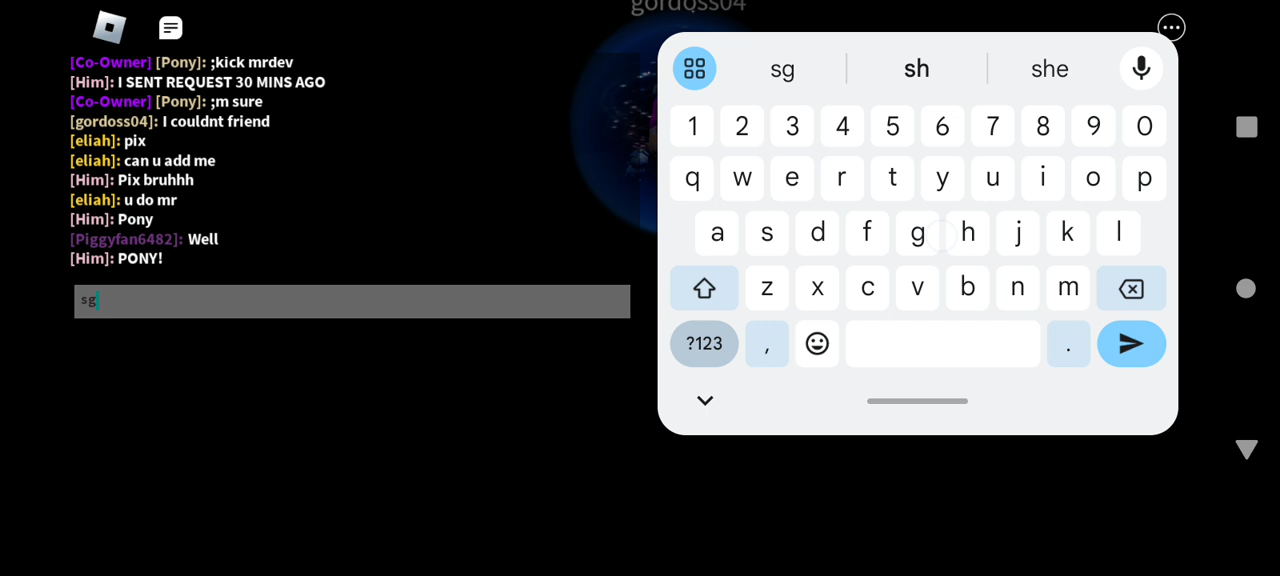 gordoss04
[Co-Owner] [Pony]: ;kick mrdev
[Him]: I SENT REQUEST 30 MINS AGO
[Co-Owner] [Pony]: ;m sure
[gordoss04]: I couldnt friend
[eliah]: pix
[eliah]: can u add me
[Him]: Pix bruhhh
[eliah]: u do mr
[Him]: Pony
[Piggyfan6482]: Well
[Him]: PONY!
sg
sg sh she
1 2 3 4 5 6 7 8 9 0
q w e r t y u i o p
a s d f g h j k l
z x c v b n m
?123 , .